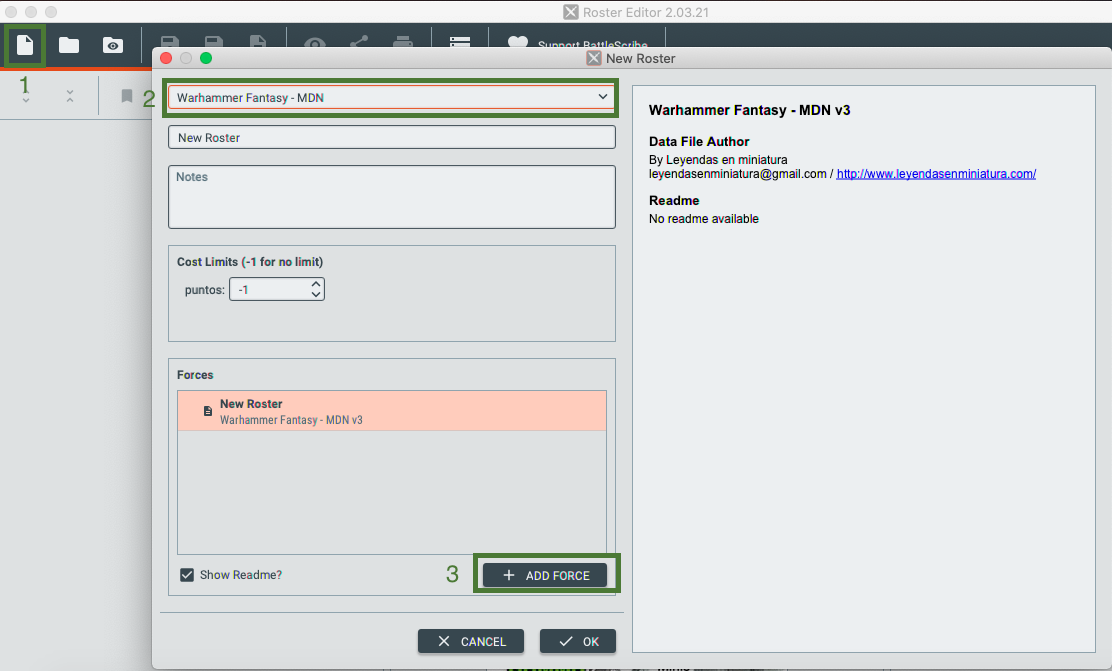 Roster Editor 2.03.21
Support BattleScribe
New Roster
1
2
Warhammer Fantasy - MDN
New Roster
Notes
Cost Limits (-1 for no limit)
puntos: -1
Forces
New Roster
Warhammer Fantasy - MDN v3
Show Readme?
3
ADD FORCE
CANCEL
OK
Warhammer Fantasy - MDN v3
Data File Author
By Leyendas en miniatura
leyendasenminiatura@gmail.com / http://www.leyendasenminiatura.com/
Readme
No readme available